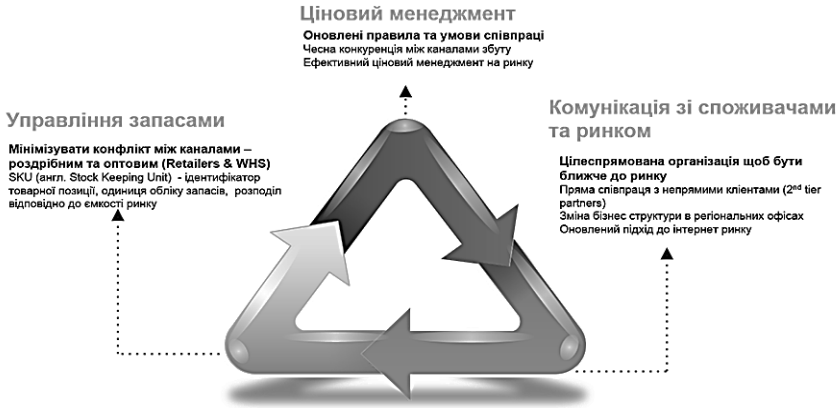 Ціновий менеджмент
Оновлені правила та умови співпраці
Чесна конкуренція між каналами збуту
Ефективний ціновий менеджмент на ринку
Управління запасами
Мінімізувати конфлікт між каналами –
роздрібним та оптовим (Retailers & WHS)
SKU (англ. Stock Keeping Unit) - ідентифікатор
товарної позиції, одиниця обліку запасів, розподіл
відповідно до ємкості ринку
Комунікація зі споживачами
та ринком
Цілеспрямована організація щоб бути
ближче до ринку
Пряма співпраця з непрямими клієнтами (2nd tier
partners)
Зміна бізнес структури в регіональних офісах
Оновлений підхід до інтернет ринку